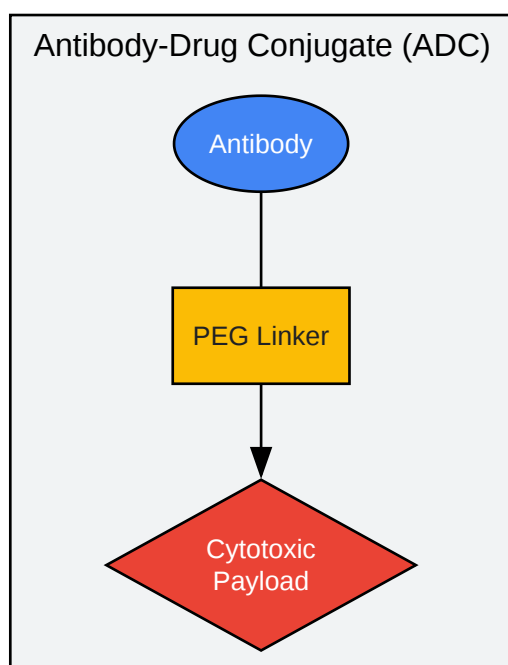 Antibody-Drug Conjugate (ADC)
Antibody
PEG Linker
Cytotoxic
Payload